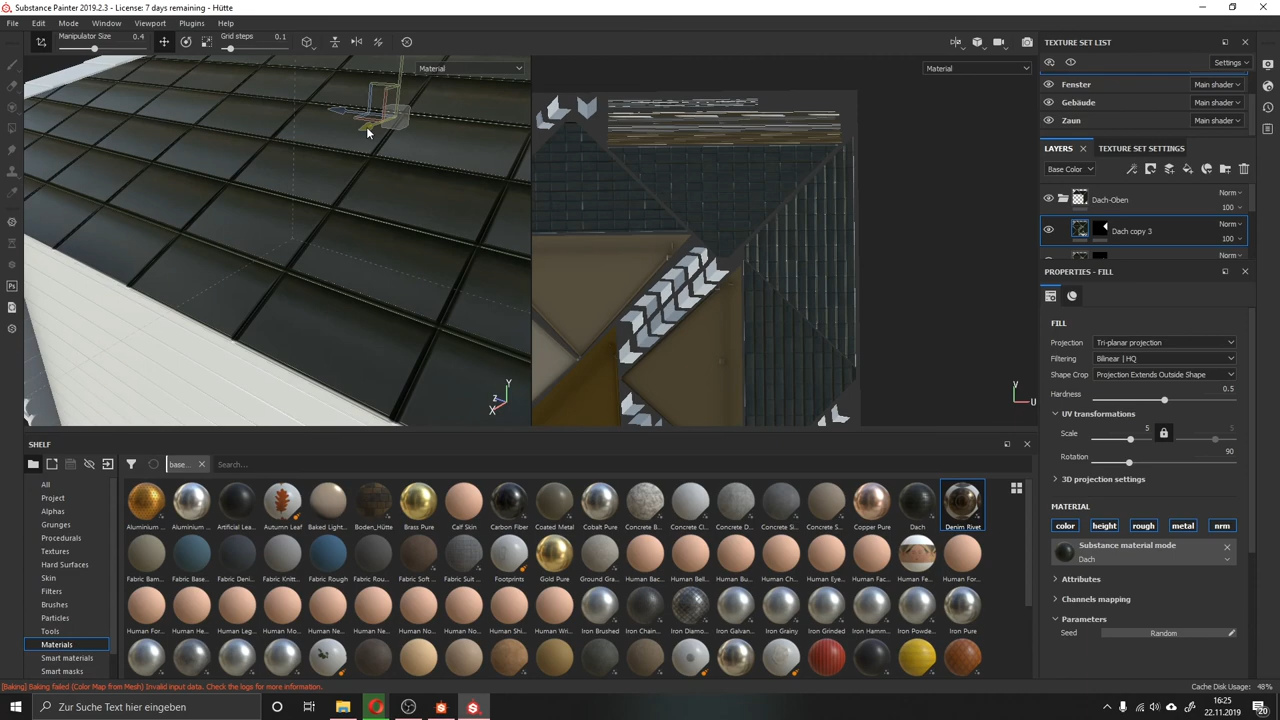 Substance Painter 2019.2.3 - License: 7 days remaining - Hütte
File Edit Mode Window Viewport Plugins Help
Manipulator Size 0.4 Grid steps 0.1
Material
Material
TEXTURE SET LIST
Settings
Fenster Main shader
Gebäude Main shader
Zaun Main shader
LAYERS TEXTURE SET SETTINGS
Base Color
Norm
Dach-Oben
100
Norm
Dach copy 3
100
Norm
PROPERTIES - FILL
FILL
Projection Tri-planar projection
Filtering Bilinear | HQ
Shape Crop Projection Extends Outside Shape
Hardness 0.5
UV transformations
Scale 5 5
Rotation 90
3D projection settings
MATERIAL
color height rough metal nrm
Substance material mode
Dach
Attributes
Channels mapping
Parameters
Seed Random
Y
Z
X
V
U
SHELF
base... Search...
All
Project
Alphas
Grunges
Procedurals
Textures
Hard Surfaces
Skin
Filters
Brushes
Particles
Tools
Materials
Smart materials
Smart masks
Aluminium ... Aluminium ... Artificial Lea... Autumn Leaf Baked Light... Boden_Hütte Brass Pure Calf Skin Carbon Fiber Coated Metal Cobalt Pure Concrete B... Concrete Cl... Concrete D... Concrete Si... Concrete S... Copper Pure Dach Denim Rivet
Fabric Bam... Fabric Base... Fabric Deni... Fabric Knitt... Fabric Rough Fabric Rou... Fabric Soft ... Fabric Suit ... Footprints Gold Pure Ground Gra... Human Bac... Human Bell... Human Bu... Human Ch... Human Eye... Human Fac... Human Fe... Human For...
Human For... Human He... Human Leg... Human Mo... Human Ne... Human Ne... Human No... Human No... Human Shi... Human Wri... Iron Brushed Iron Chain... Iron Diamo... Iron Galvan... Iron Grainy Iron Grinded Iron Hamm... Iron Powde... Iron Pure
[Baking] Baking failed (Color Map from Mesh) Invalid input data. Check the logs for more information.
Cache Disk Usage: 48%
Zur Suche Text hier eingeben
16:25
22.11.2019
20